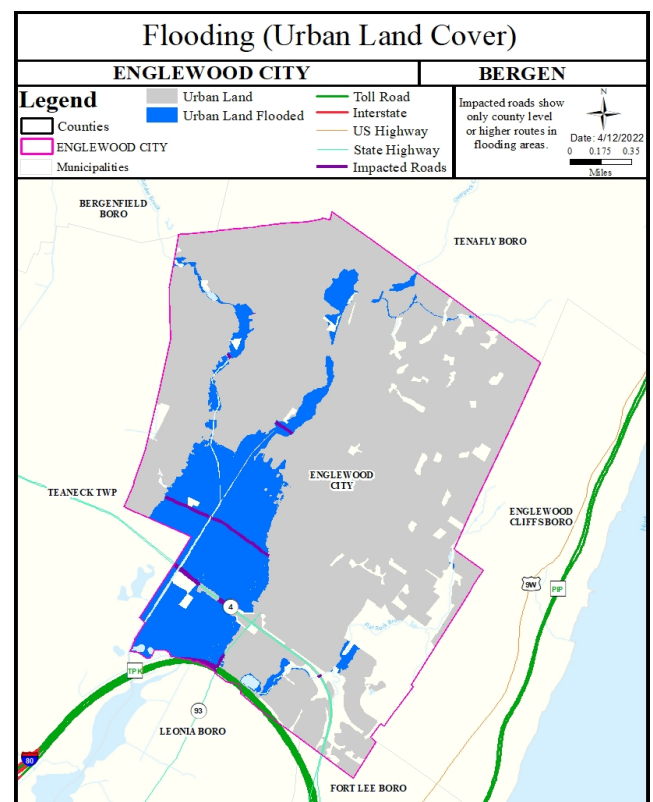 Flooding (Urban Land Cover)
ENGLEWOOD CITY
BERGEN
Legend
Counties
ENGLEWOOD CITY
Municipalities
Urban Land
Urban Land Flooded
Toll Road
Interstate
US Highway
State Highway
Impacted Roads
Impacted roads show
only county level
or higher routes in
flooding areas.
N
Date: 4/12/2022
0 0.175 0.35
Miles
BERGENFIELD
BORO
TENAFLY BORO
ENGLEWOOD
CITY
TEANECK TWP
ENGLEWOOD
CLIFFS BORO
9W
PIP
4
TPK
93
LEONIA BORO
80
FORT LEE BORO